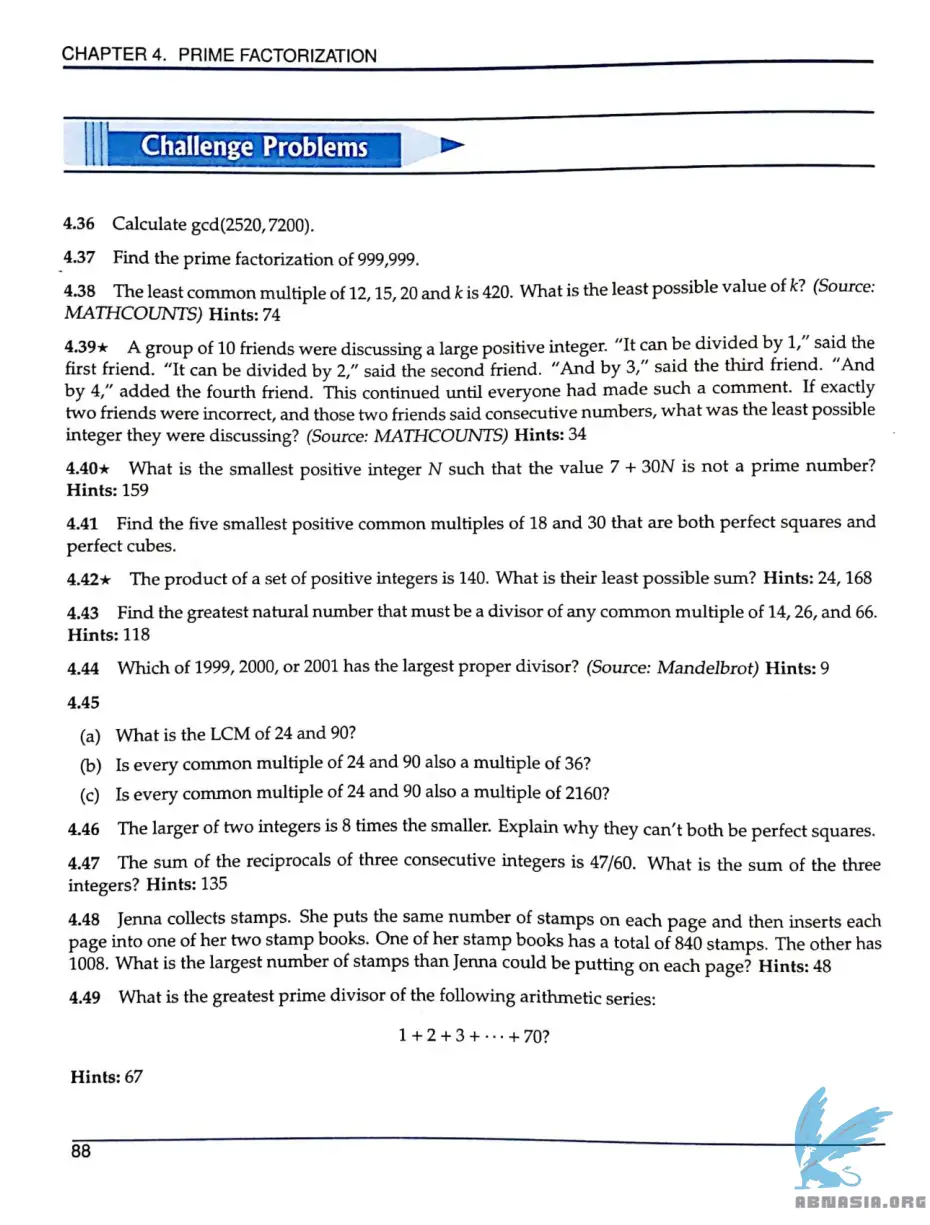 CHAPTER 4. PRIME FACTORIZATION
Challenge Problems
4.36 Calculate gcd(2520,7200).
4.37 Find the prime factorization of 999,999.
4.38 The least common multiple of 12, 15, 20 and k is 420. What is the least possible value of k? (Source:
MATHCOUNTS) Hints: 74
4.39★ A group of 10 friends were discussing a large positive integer. "It can be divided by 1," said the
first friend. "It can be divided by 2," said the second friend. "And by 3," said the third friend. "And
by 4," added the fourth friend. This continued until everyone had made such a comment. If exactly
two friends were incorrect, and those two friends said consecutive numbers, what was the least possible
integer they were discussing? (Source: MATHCOUNTS) Hints: 34
4.40★ What is the smallest positive integer N such that the value 7 + 30N is not a prime number?
Hints: 159
4.41 Find the five smallest positive common multiples of 18 and 30 that are both perfect squares and
perfect cubes.
4.42★ The product of a set of positive integers is 140. What is their least possible sum? Hints: 24, 168
4.43 Find the greatest natural number that must be a divisor of any common multiple of 14, 26, and 66.
Hints: 118
4.44 Which of 1999, 2000, or 2001 has the largest proper divisor? (Source: Mandelbrot) Hints: 9
4.45
(a) What is the LCM of 24 and 90?
(b) Is every common multiple of 24 and 90 also a multiple of 36?
(c) Is every common multiple of 24 and 90 also a multiple of 2160?
4.46 The larger of two integers is 8 times the smaller. Explain why they can't both be perfect squares.
4.47 The sum of the reciprocals of three consecutive integers is 47/60. What is the sum of the three
integers? Hints: 135
4.48 Jenna collects stamps. She puts the same number of stamps on each page and then inserts each
page into one of her two stamp books. One of her stamp books has a total of 840 stamps. The other has
1008. What is the largest number of stamps than Jenna could be putting on each page? Hints: 48
4.49 What is the greatest prime divisor of the following arithmetic series:
1 + 2 + 3 + ··· + 70?
Hints: 67
88
ABNASIA.ORG